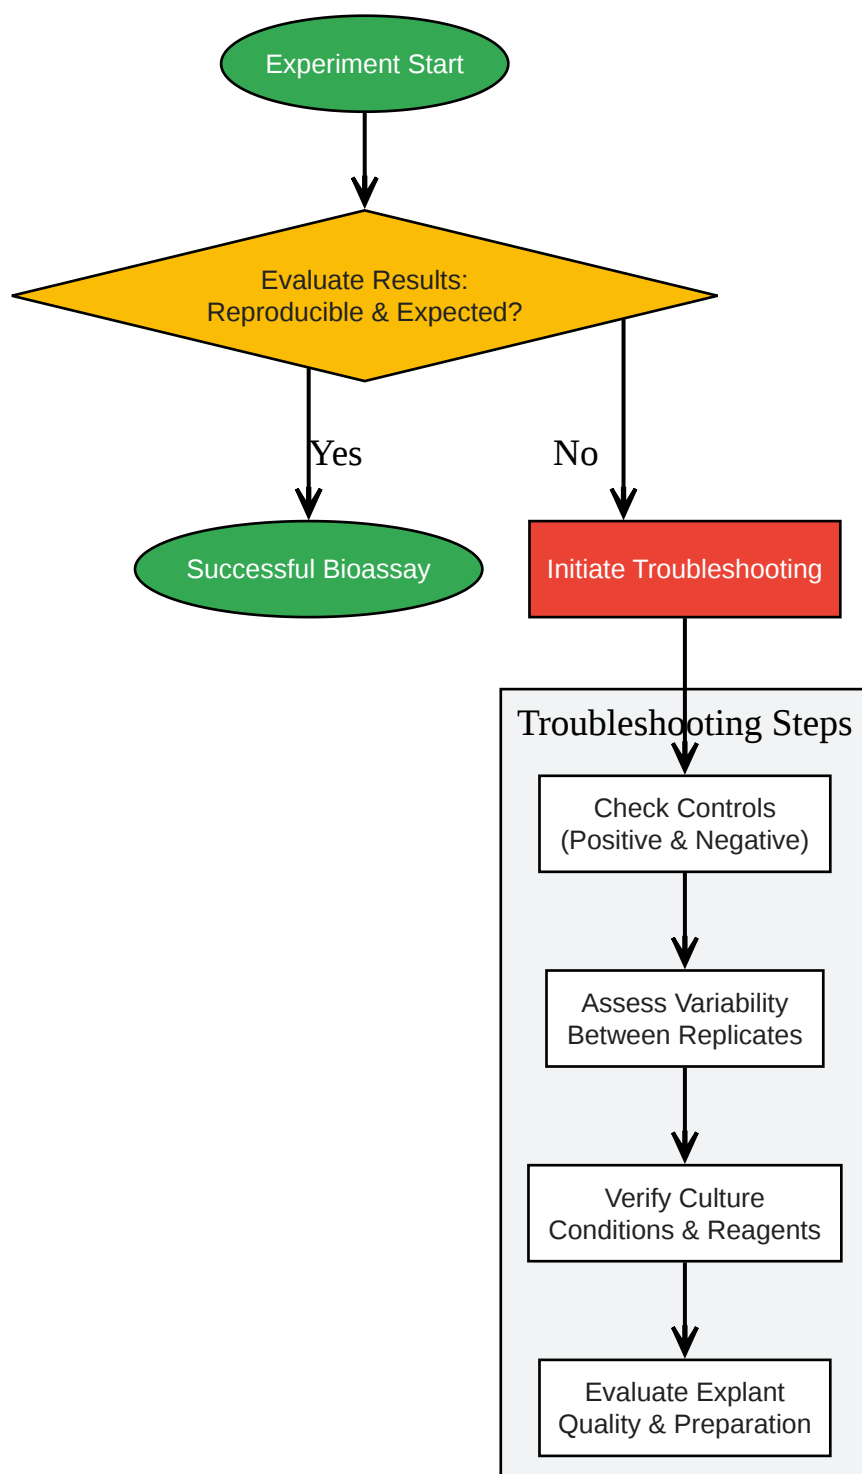 Experiment Start
Evaluate Results:
Reproducible & Expected?
Yes
No
Successful Bioassay
Initiate Troubleshooting
Troubleshooting Steps
Check Controls
(Positive & Negative)
Assess Variability
Between Replicates
Verify Culture
Conditions & Reagents
Evaluate Explant
Quality & Preparation